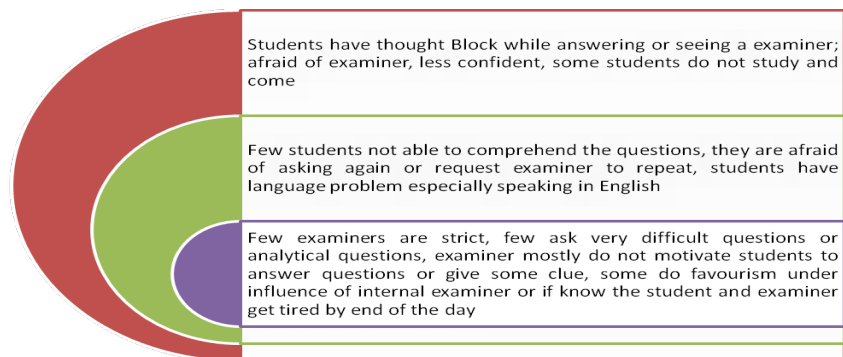 Students have thought Block while answering or seeing a examiner;
afraid of examiner, less confident, some students do not study and
come
Few students not able to comprehend the questions, they are afraid
of asking again or request examiner to repeat, students have
language problem especially speaking in English
Few examiners are strict, few ask very difficult questions or
analytical questions, examiner mostly do not motivate students to
answer questions or give some clue, some do favourism under
influence of internal examiner or if know the student and examiner
get tired by end of the day